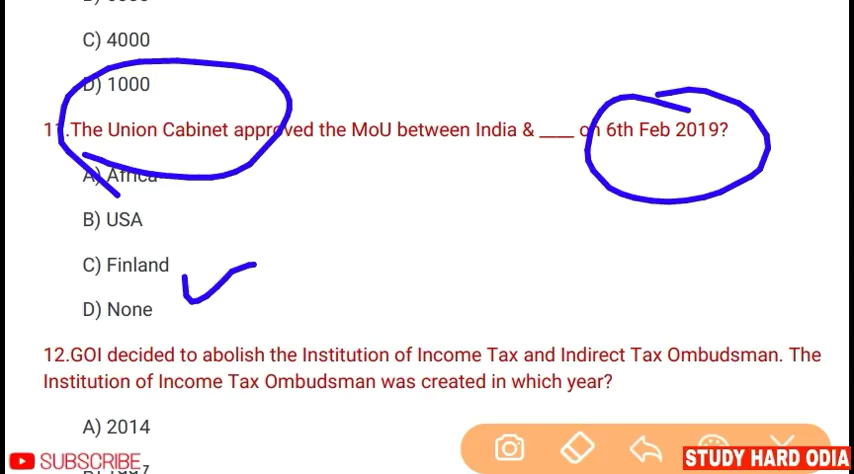 C) 4000
D) 1000
11.The Union Cabinet approved the MoU between India & ____ on 6th Feb 2019?
A) Africa
B) USA
C) Finland
D) None
12.GOI decided to abolish the Institution of Income Tax and Indirect Tax Ombudsman. The
Institution of Income Tax Ombudsman was created in which year?
A) 2014
SUBSCRIBE
STUDY HARD ODIA